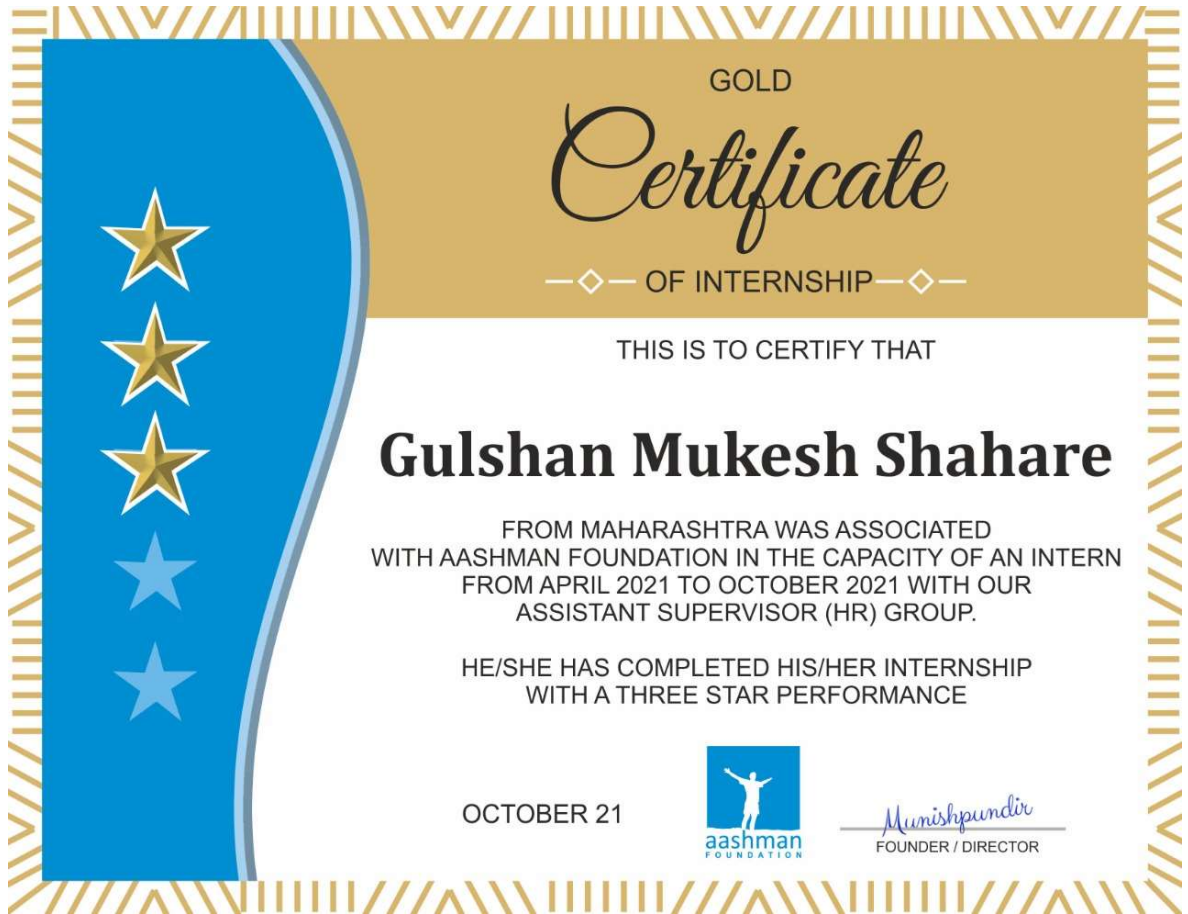 GOLD
Certificate
OF INTERNSHIP
THIS IS TO CERTIFY THAT
Gulshan Mukesh Shahare
FROM MAHARASHTRA WAS ASSOCIATED
WITH AASHMAN FOUNDATION IN THE CAPACITY OF AN INTERN
FROM APRIL 2021 TO OCTOBER 2021 WITH OUR
ASSISTANT SUPERVISOR (HR) GROUP.
HE/SHE HAS COMPLETED HIS/HER INTERNSHIP
WITH A THREE STAR PERFORMANCE
OCTOBER 21
aashman
FOUNDATION
Munishpundir
FOUNDER / DIRECTOR